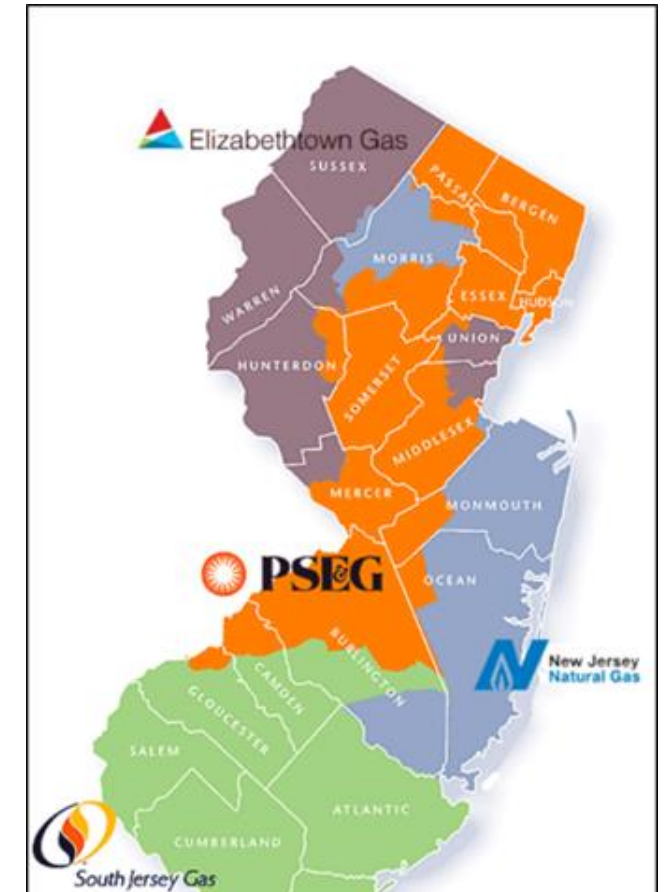 Elizabethtown Gas
SUSSEX
PASSAIC
BERGEN
MORRIS
ESSEX
HUDSON
WARREN
UNION
HUNTERDON
SOMERSET
MIDDLESEX
MERCER
MONMOUTH
PSE&G
OCEAN
BURLINGTON
New Jersey
Natural Gas
CAMDEN
GLOUCESTER
SALEM
ATLANTIC
CUMBERLAND
South Jersey Gas